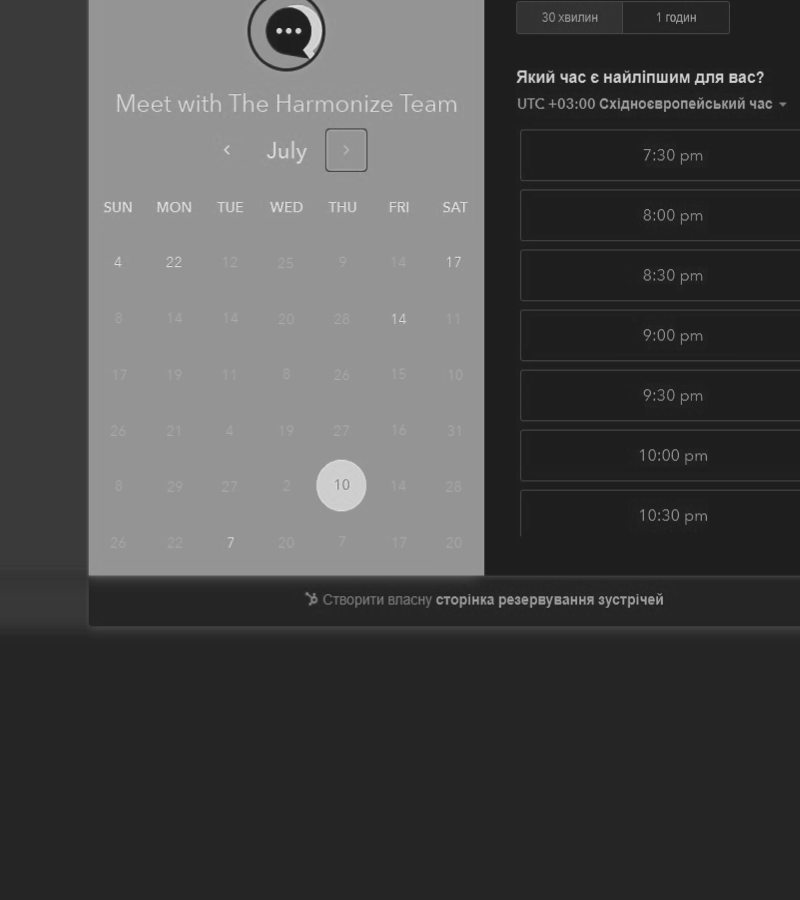 Meet with The Harmonize Team
July
SUN MON TUE WED THU FRI SAT
4 22 12 25 9 14 17
8 14 14 20 28 14 11
17 19 11 8 26 15 10
26 21 4 19 27 16 31
8 29 27 2 10 14 28
26 22 7 20 7 17 20
30 хвилин 1 годин
Який час є найліпшим для вас?
UTC +03:00 Східноєвропейський час
7:30 pm
8:00 pm
8:30 pm
9:00 pm
9:30 pm
10:00 pm
10:30 pm
Створити власну сторінка резервування зустрічей